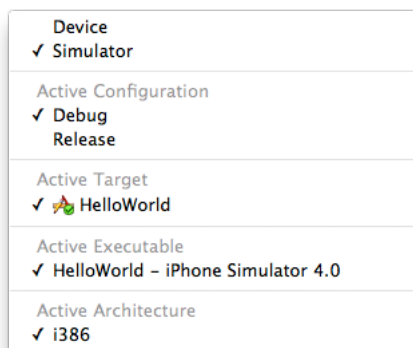 Device
✓ Simulator
Active Configuration
✓ Debug
Release
Active Target
✓ HelloWorld
Active Executable
✓ HelloWorld – iPhone Simulator 4.0
Active Architecture
✓ i386